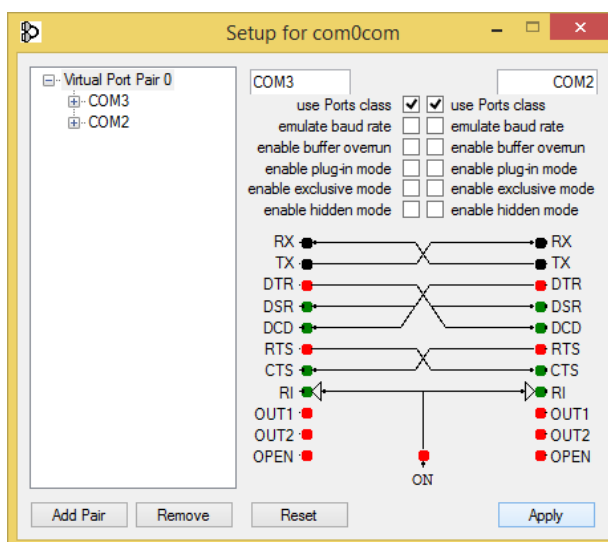 Setup for com0com
Virtual Port Pair 0
COM3
COM2
COM3 COM2
use Ports class use Ports class
emulate baud rate emulate baud rate
enable buffer overrun enable buffer overrun
enable plug-in mode enable plug-in mode
enable exclusive mode enable exclusive mode
enable hidden mode enable hidden mode
RX RX
TX TX
DTR DTR
DSR DSR
DCD DCD
RTS RTS
CTS CTS
RI RI
OUT1 OUT1
OUT2 OUT2
OPEN OPEN
ON
Add Pair Remove Reset Apply